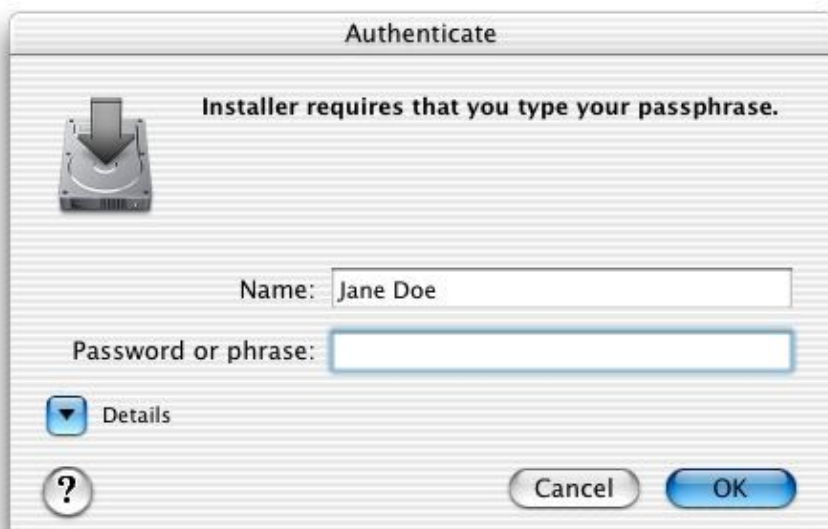 Authenticate
Installer requires that you type your passphrase.
Name: Jane Doe
Password or phrase:
Details
? Cancel OK